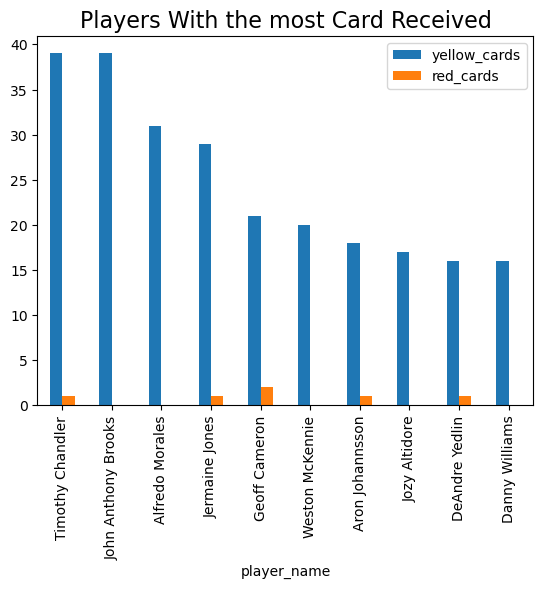 Players With the most Card Received
yellow_cards
red_cards
40
35
30
25
20
15
10
5
0
Timothy Chandler
John Anthony Brooks
Alfredo Morales
Jermaine Jones
Geoff Cameron
Weston McKennie
Aron Johannsson
Jozy Altidore
DeAndre Yedlin
Danny Williams
player_name